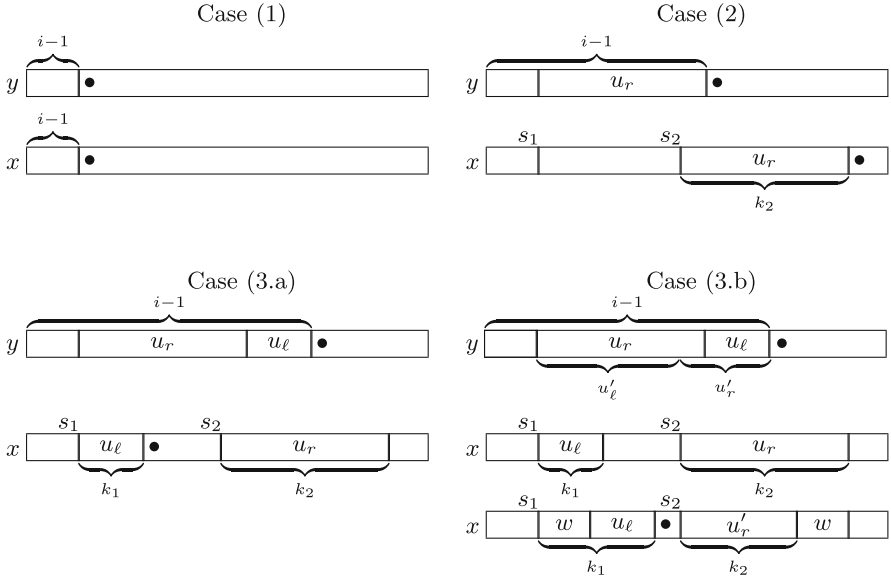 Case (1)
i−1
y
i−1
x
Case (2)
i−1
y u_r
s_1 s_2
x u_r
k_2
Case (3.a)
i−1
y u_r u_ℓ
s_1 s_2
x u_ℓ u_r
k_1 k_2
Case (3.b)
i−1
y u_r u_ℓ
u′_ℓ u′_r
s_1 s_2
x u_ℓ u_r
k_1 k_2
s_1 s_2
x w u_ℓ u′_r w
k_1 k_2